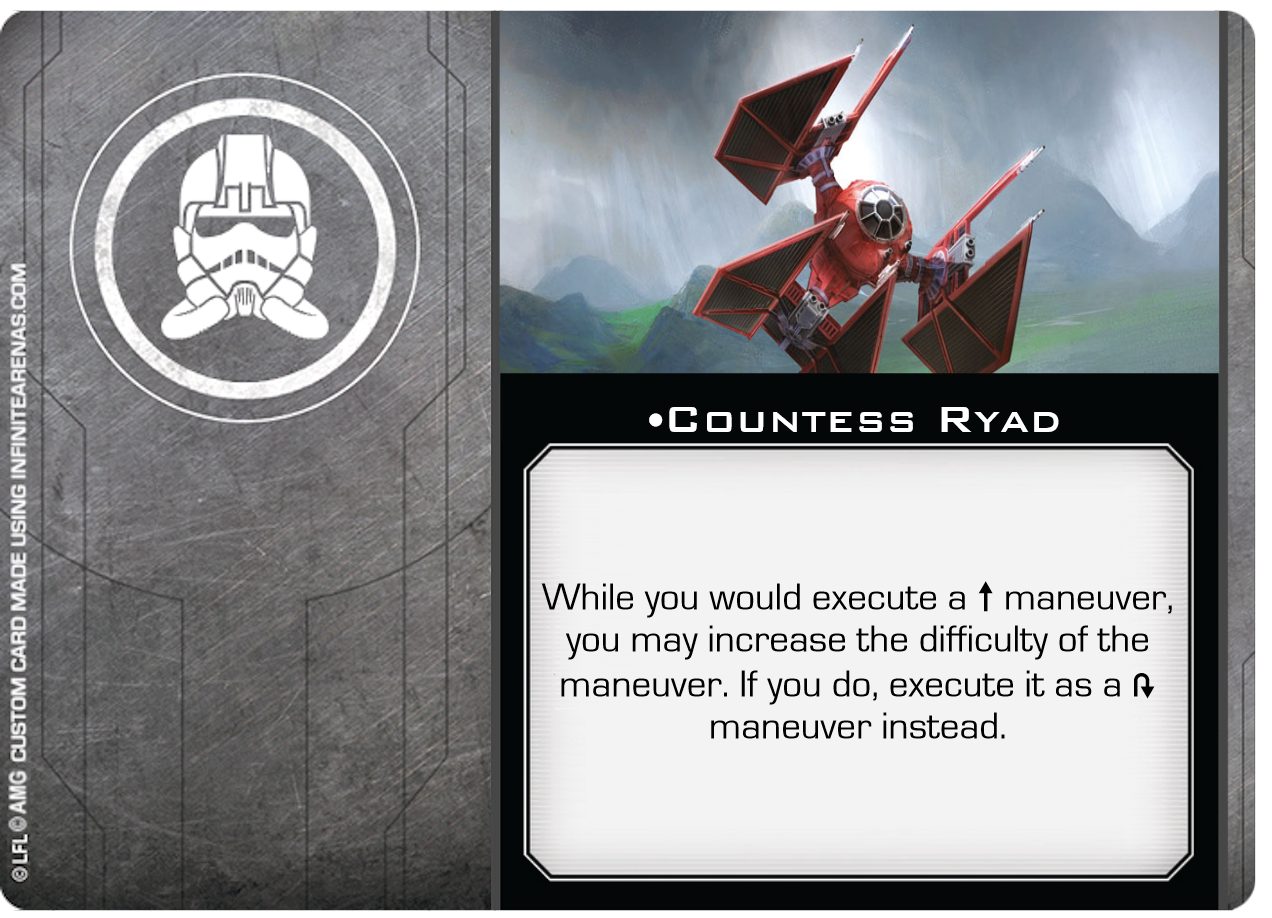 •Countess Ryad
While you would execute a ↑ maneuver,
you may increase the difficulty of the
maneuver. If you do, execute it as a ↷
maneuver instead.
©LFL©AMG CUSTOM CARD MADE USING INFINITEARENAS.COM